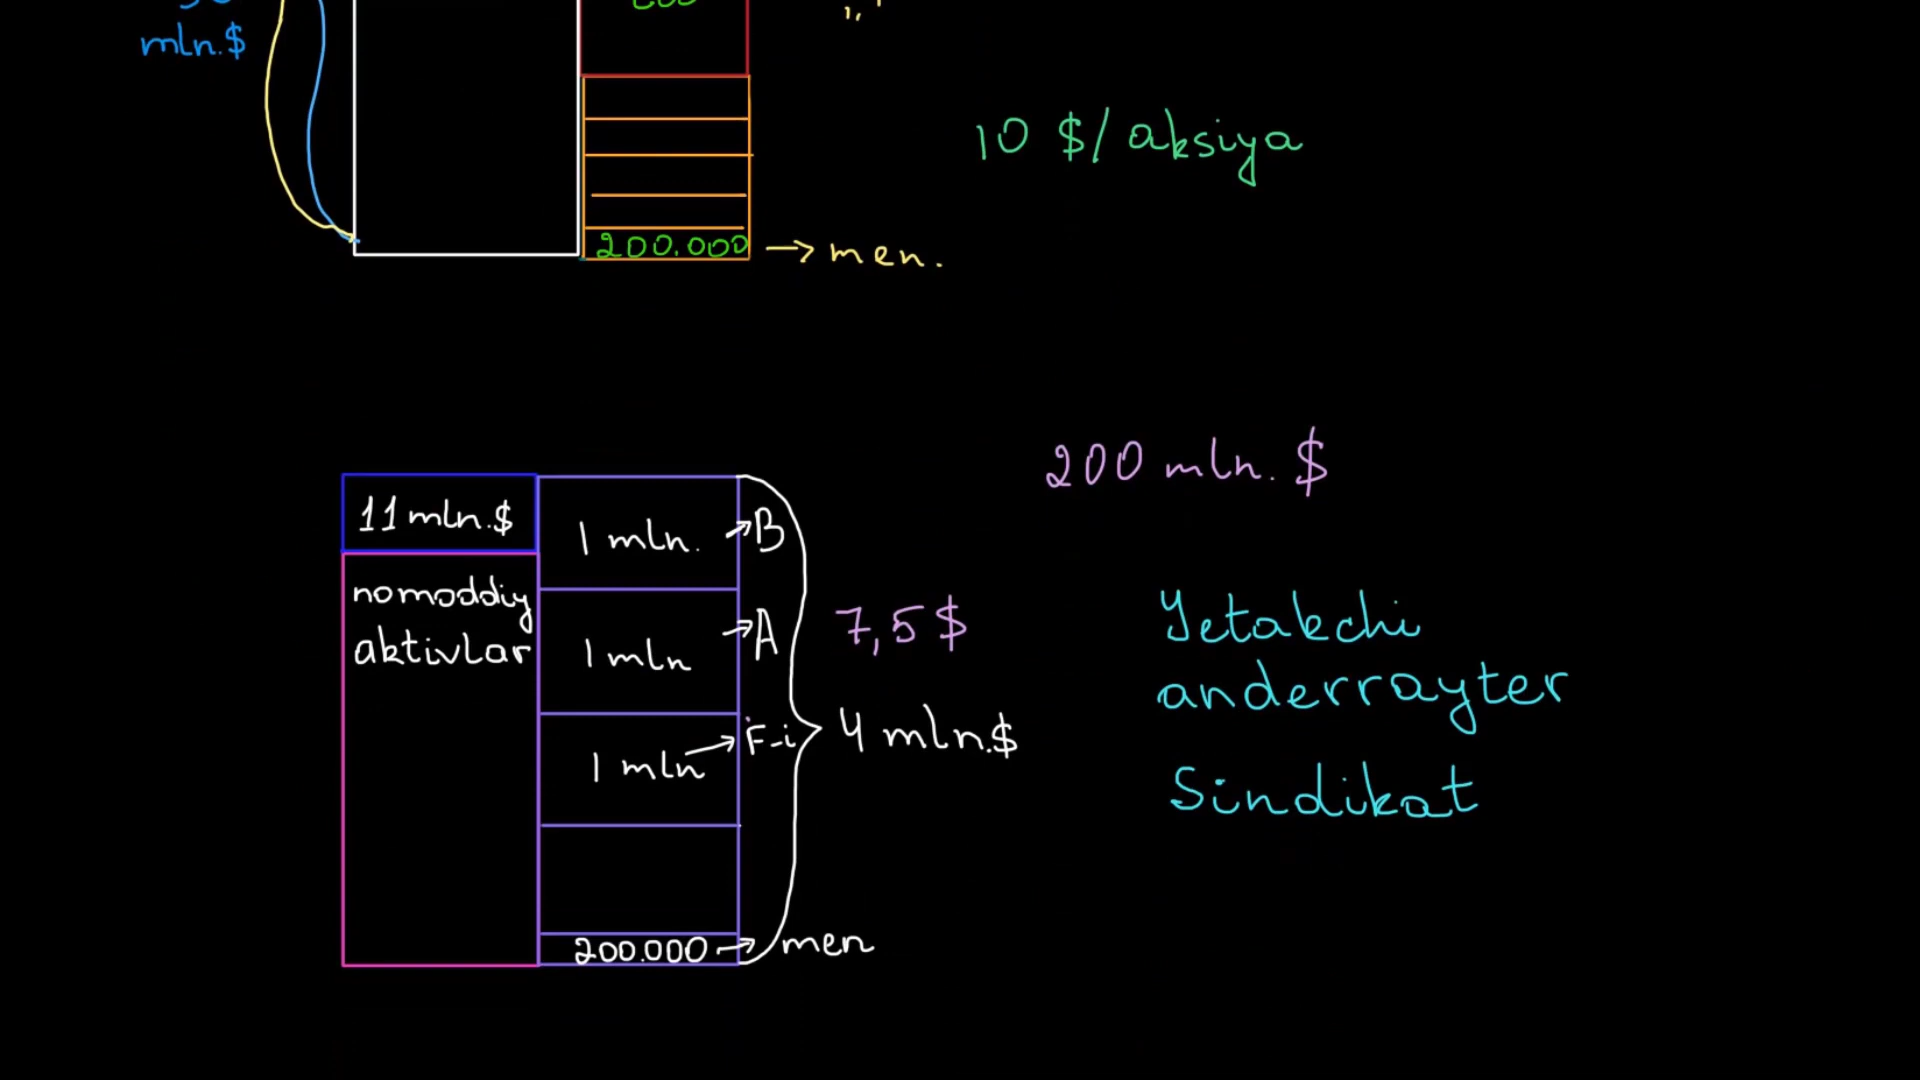 mln.$
10 $/aksiya
200.000 → men.
200 mln. $
11 mln.$
1 mln. → B
nomoddiy
aktivlar
1 mln → A
7,5 $
1 mln → F-i
4 mln.$
200.000 → men
Yetakchi
anderrayter
Sindikat